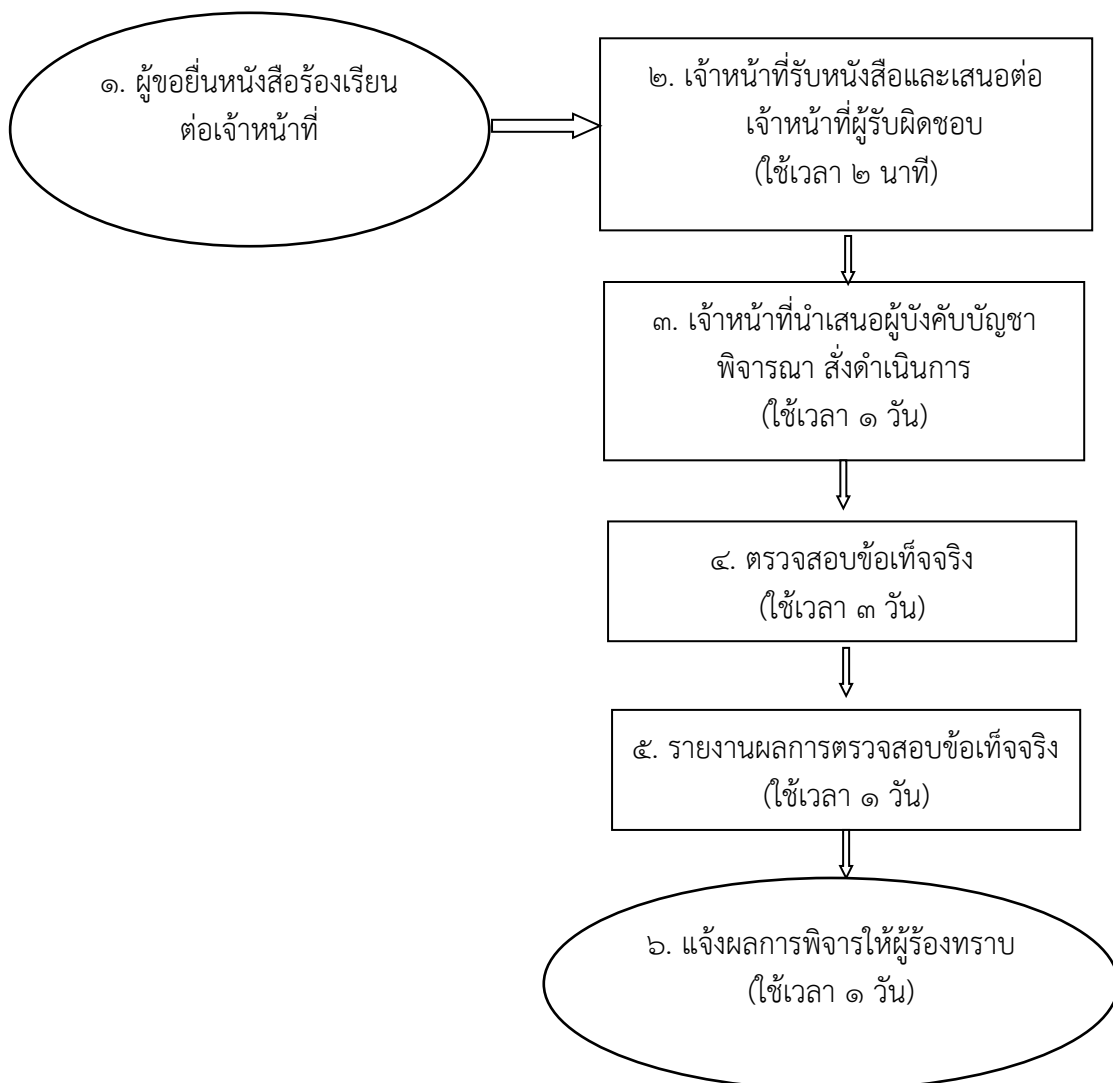 ๑. ผู้ขอยื่นหนังสือร้องเรียน
ต่อเจ้าหน้าที่
๒. เจ้าหน้าที่รับหนังสือและเสนอต่อ
เจ้าหน้าที่ผู้รับผิดชอบ
(ใช้เวลา ๒ นาที)
๓. เจ้าหน้าที่นำเสนอผู้บังคับบัญชา
พิจารณา สั่งดำเนินการ
(ใช้เวลา ๑ วัน)
๔. ตรวจสอบข้อเท็จจริง
(ใช้เวลา ๓ วัน)
๕. รายงานผลการตรวจสอบข้อเท็จจริง
(ใช้เวลา ๑ วัน)
๖. แจ้งผลการพิจารให้ผู้ร้องทราบ
(ใช้เวลา ๑ วัน)